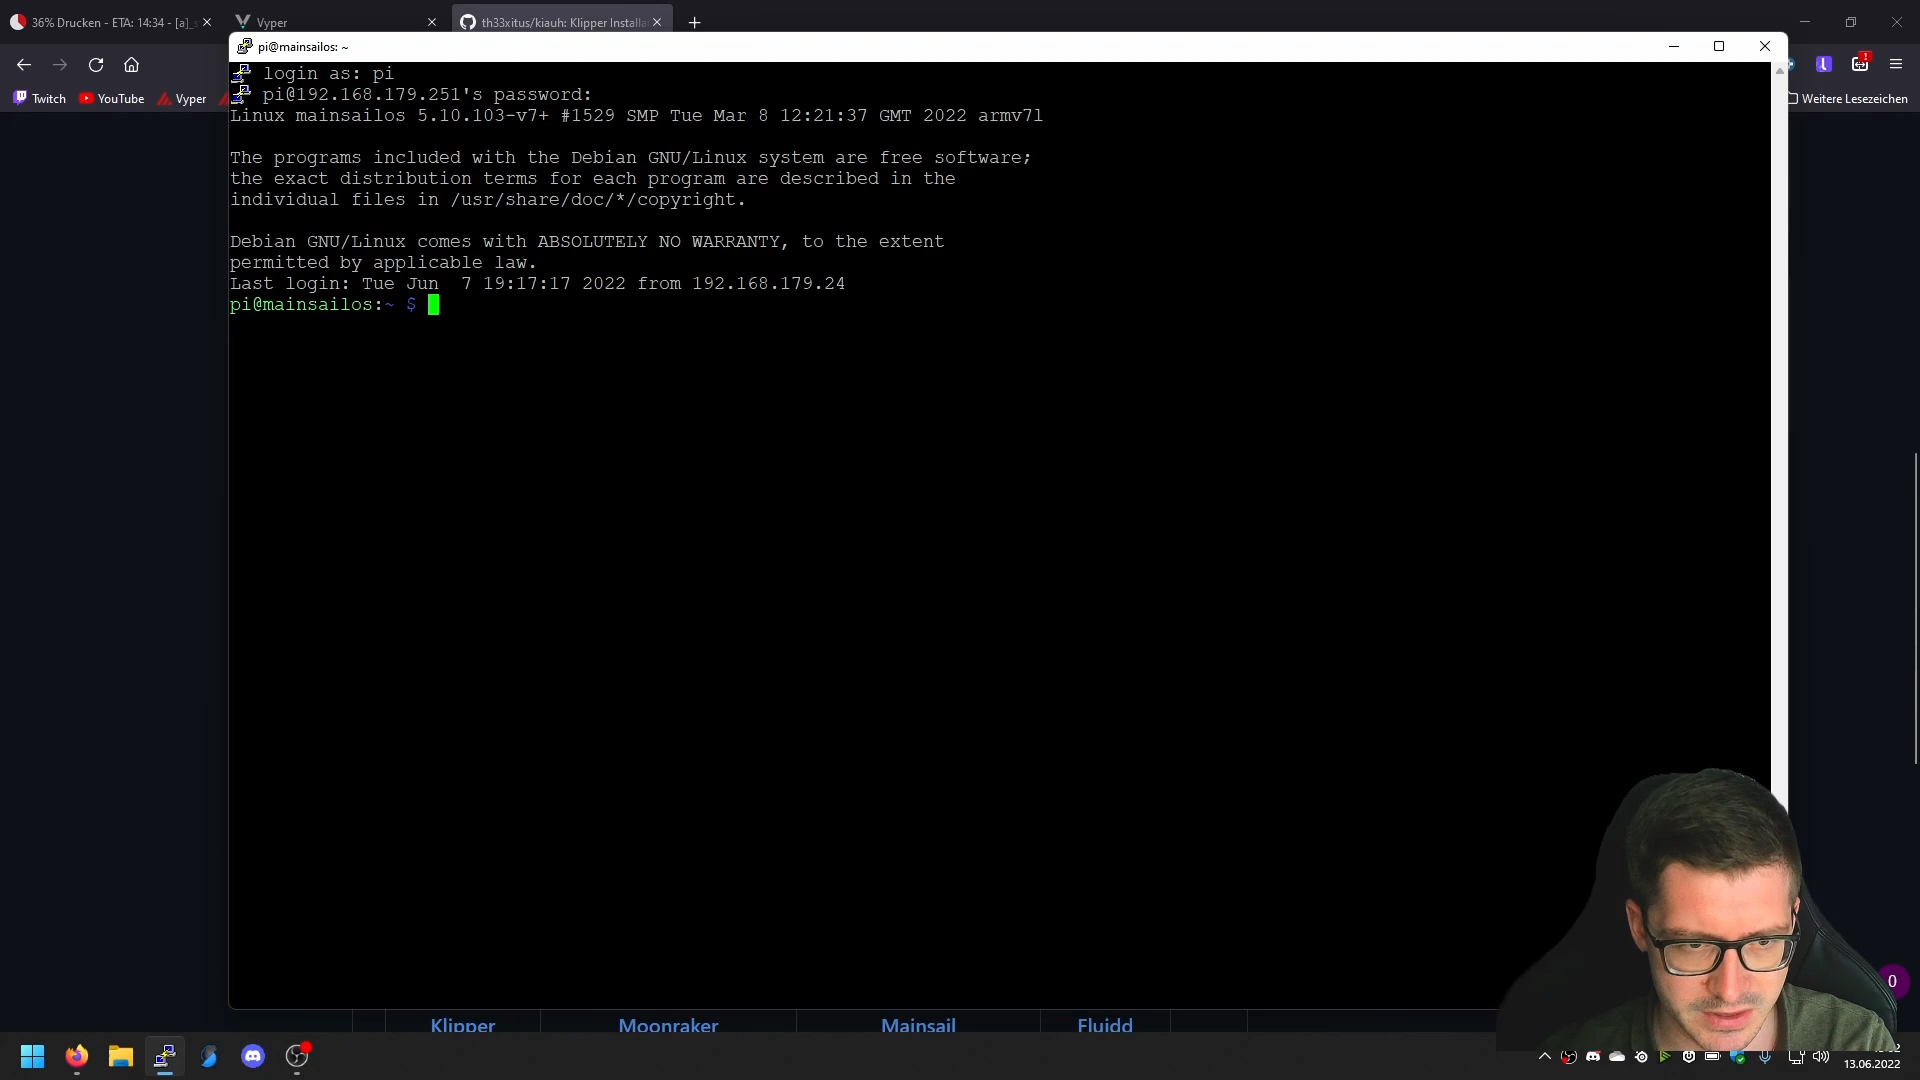 36% Drucken - ETA: 14:34 - [a]_s
Vyper
th33xitus/kiauh: Klipper Installa
pi@mainsailos: ~
Twitch
YouTube
Vyper
Weitere Lesezeichen
login as: pi
pi@192.168.179.251's password:
Linux mainsailos 5.10.103-v7+ #1529 SMP Tue Mar 8 12:21:37 GMT 2022 armv7l
The programs included with the Debian GNU/Linux system are free software;
the exact distribution terms for each program are described in the
individual files in /usr/share/doc/*/copyright.
Debian GNU/Linux comes with ABSOLUTELY NO WARRANTY, to the extent
permitted by applicable law.
Last login: Tue Jun  7 19:17:17 2022 from 192.168.179.24
pi@mainsailos:~ $
0
Klipper
Moonraker
Mainsail
Fluidd
13.06.2022